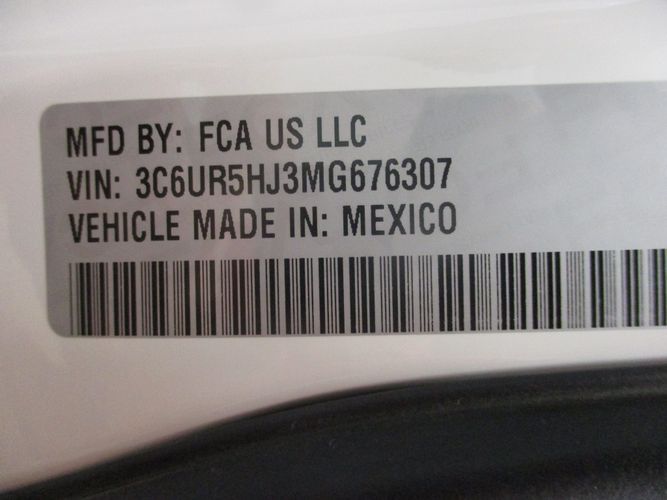 MFD BY: FCA US LLC
VIN: 3C6UR5HJ3MG676307
VEHICLE MADE IN: MEXICO